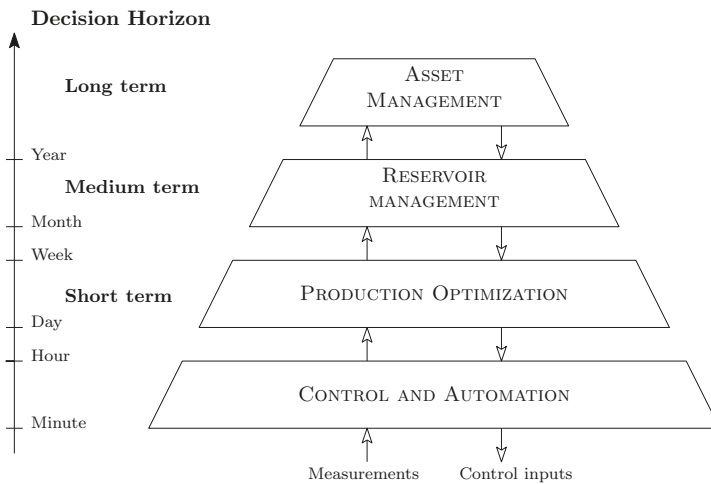 Decision Horizon
Long term
ASSET
MANAGEMENT
Year
Medium term
RESERVOIR
MANAGEMENT
Month
Week
Short term
PRODUCTION OPTIMIZATION
Day
Hour
CONTROL AND AUTOMATION
Minute
Measurements
Control inputs